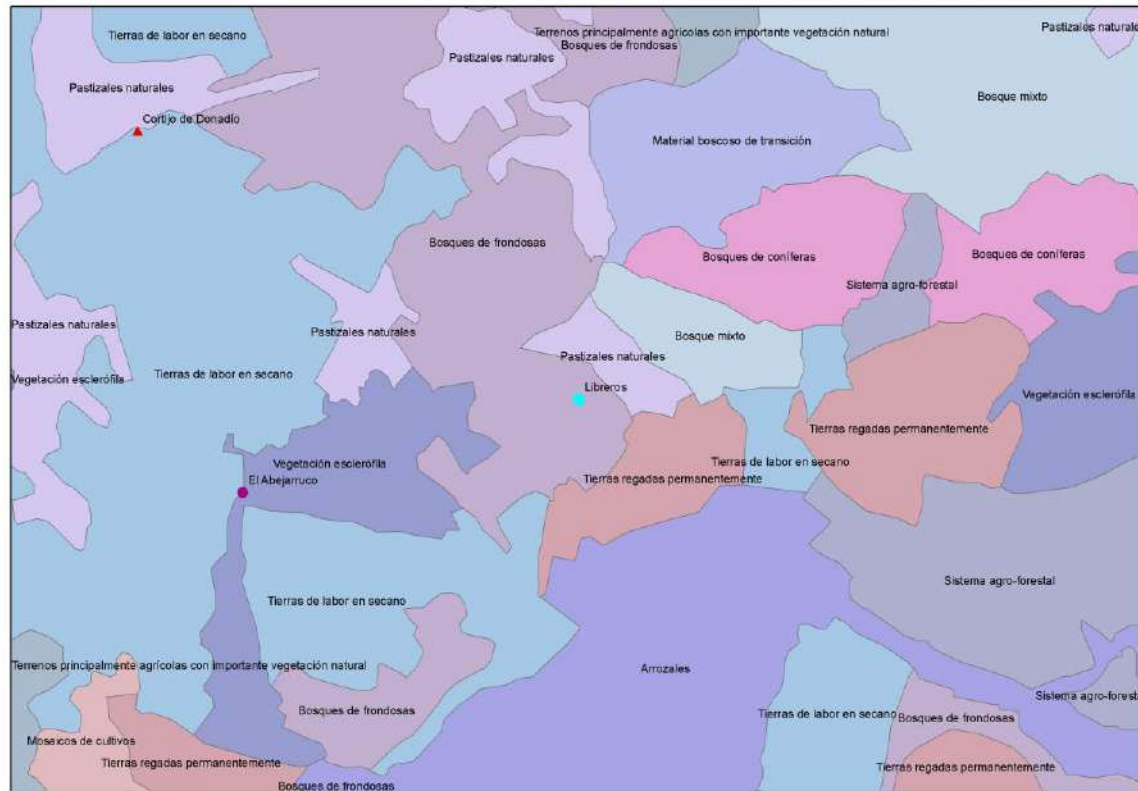 Pastizales naturales
Terrenos principalmente agrícolas con importante vegetación natural
Tierras de labor en secano
Bosques de frondosas
Pastizales naturales
Pastizales naturales
Bosque mixto
Cortijo de Donadío
Material boscoso de transición
Bosques de frondosas
Bosques de coníferas
Bosques de coníferas
Sistema agro-forestal
Pastizales naturales
Pastizales naturales
Bosque mixto
Pastizales naturales
Vegetación esclerófila
Tierras de labor en secano
Libreros
Vegetación esclerófila
Tierras regadas permanentemente
Vegetación esclerófila
Tierras de labor en secano
El Abejarruco
Tierras regadas permanentemente
Sistema agro-forestal
Tierras de labor en secano
Terrenos principalmente agrícolas con importante vegetación natural
Arrozales
Sistema agro-forestal
Bosques de frondosas
Tierras de labor en secano
Bosques de frondosas
Mosaicos de cultivos
Tierras regadas permanentemente
Tierras regadas permanentemente
Bosques de frondosas